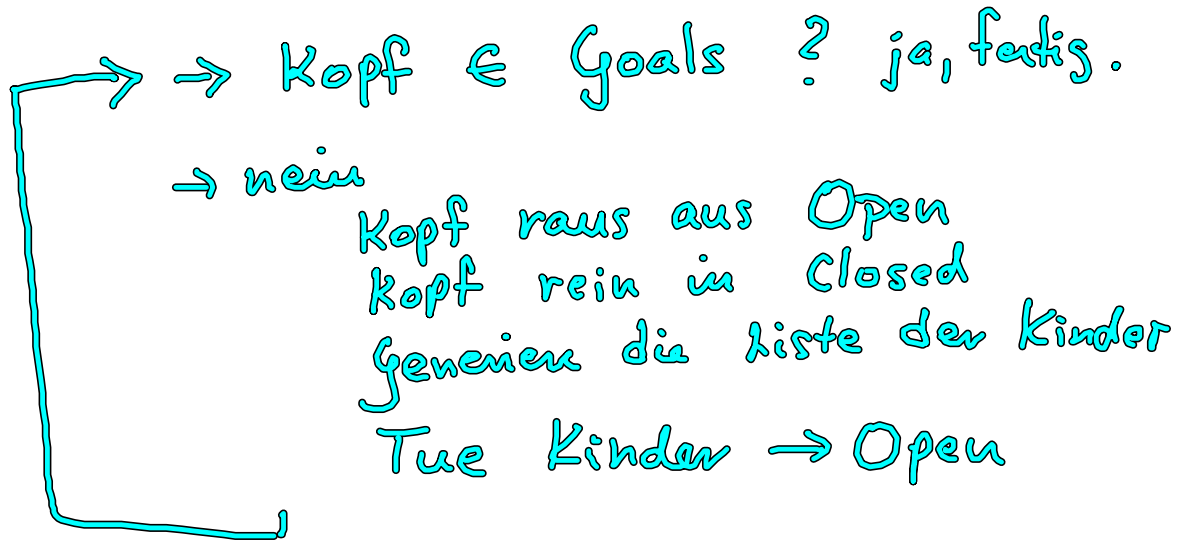 → Kopf ∈ Goals ? ja, fertig.
→ nein
Kopf raus aus Open
Kopf rein in Closed
Generiere die Liste der Kinder
Tue Kinder → Open